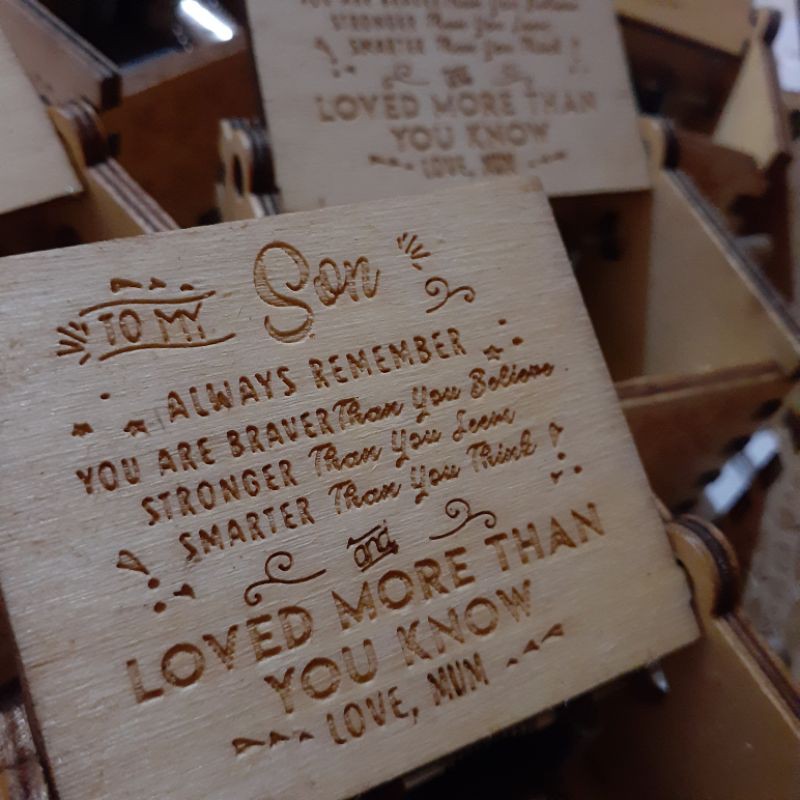 STRONGER Than You Seem
SMARTER Than You Think
LOVED MORE THAN
YOU KNOW
LOVE, MUM
TO MY Son
ALWAYS REMEMBER
YOU ARE BRAVER Than You Believe
STRONGER Than You Seem
SMARTER Than You Think
and
LOVED MORE THAN
YOU KNOW
LOVE, MUM